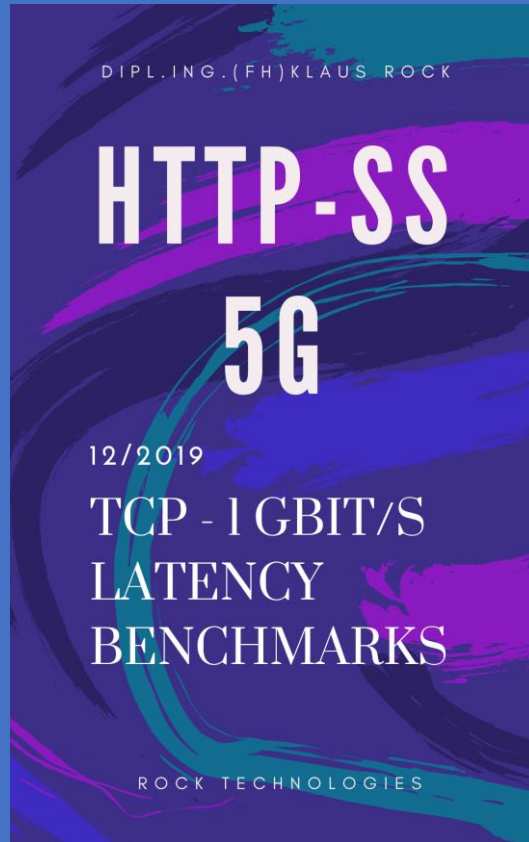 DIPL.ING.(FH)KLAUS ROCK
HTTP-SS
5G
12/2019
TCP - 1 GBIT/S
LATENCY
BENCHMARKS
ROCK TECHNOLOGIES